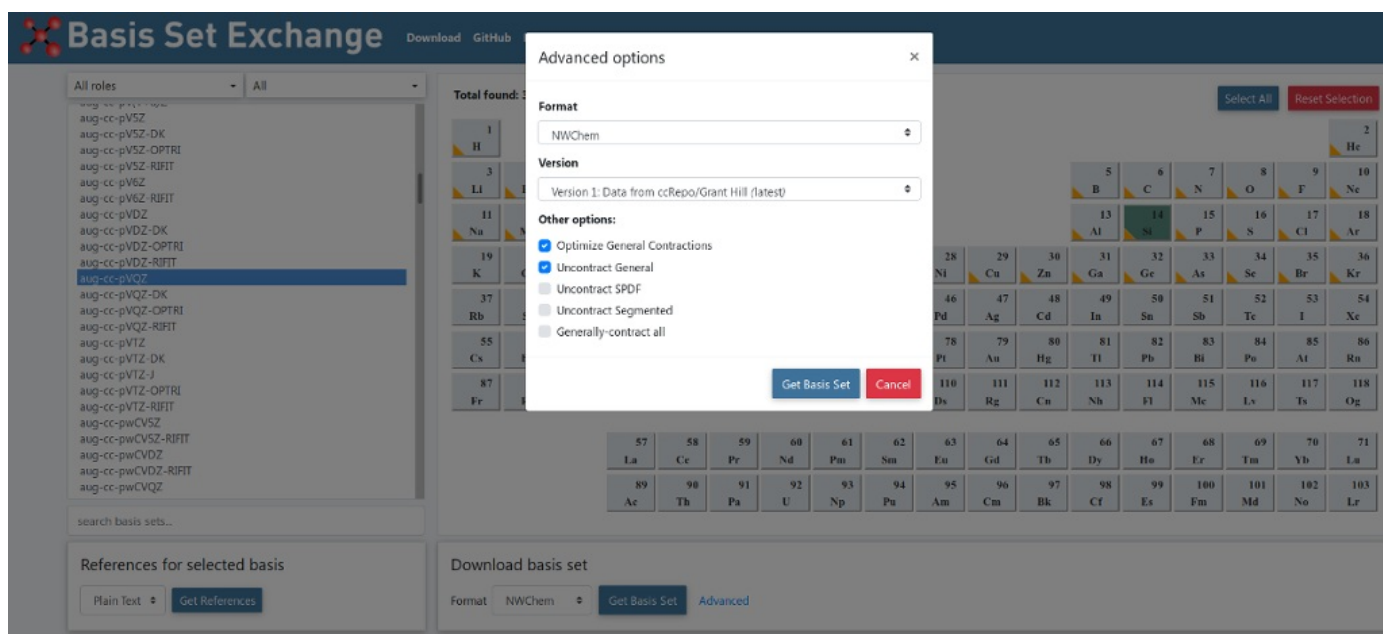 Basis Set Exchange
Download GitHub
All roles
All
aug-cc-pV5Z
aug-cc-pV5Z-DK
aug-cc-pV5Z-OPTRI
aug-cc-pV5Z-RIFIT
aug-cc-pV6Z
aug-cc-pV6Z-RIFIT
aug-cc-pVDZ
aug-cc-pVDZ-DK
aug-cc-pVDZ-OPTRI
aug-cc-pVDZ-RIFIT
aug-cc-pVQZ
aug-cc-pVQZ-DK
aug-cc-pVQZ-OPTRI
aug-cc-pVQZ-RIFIT
aug-cc-pVTZ
aug-cc-pVTZ-DK
aug-cc-pVTZ-J
aug-cc-pVTZ-OPTRI
aug-cc-pVTZ-RIFIT
aug-cc-pwCV5Z
aug-cc-pwCV5Z-RIFIT
aug-cc-pwCVDZ
aug-cc-pwCVDZ-RIFIT
aug-cc-pwCVQZ
search basis sets...
References for selected basis
Plain Text Get References
Advanced options ×
Format
NWChem
Version
Version 1: Data from ccRepo/Grant Hill (latest)
Other options:
Optimize General Contractions
Uncontract General
Uncontract SPDF
Uncontract Segmented
Generally-contract all
Get Basis Set Cancel
Total found:
Select All Reset Selection
1 2
H He
3 5 6 7 8 9 10
Li B C N O F Ne
11 13 14 15 16 17 18
Na Al Si P S Cl Ar
19 28 29 30 31 32 33 34 35 36
K Ni Cu Zn Ga Ge As Se Br Kr
37 46 47 48 49 50 51 52 53 54
Rb Pd Ag Cd In Sn Sb Te I Xe
55 78 79 80 81 82 83 84 85 86
Cs Pt Au Hg Tl Pb Bi Po At Rn
87 110 111 112 113 114 115 116 117 118
Fr Ds Rg Cn Nh Fl Mc Lv Ts Og
57 58 59 60 61 62 63 64 65 66 67 68 69 70 71
La Ce Pr Nd Pm Sm Eu Gd Tb Dy Ho Er Tm Yb Lu
89 90 91 92 93 94 95 96 97 98 99 100 101 102 103
Ac Th Pa U Np Pu Am Cm Bk Cf Es Fm Md No Lr
Download basis set
Format NWChem Get Basis Set Advanced